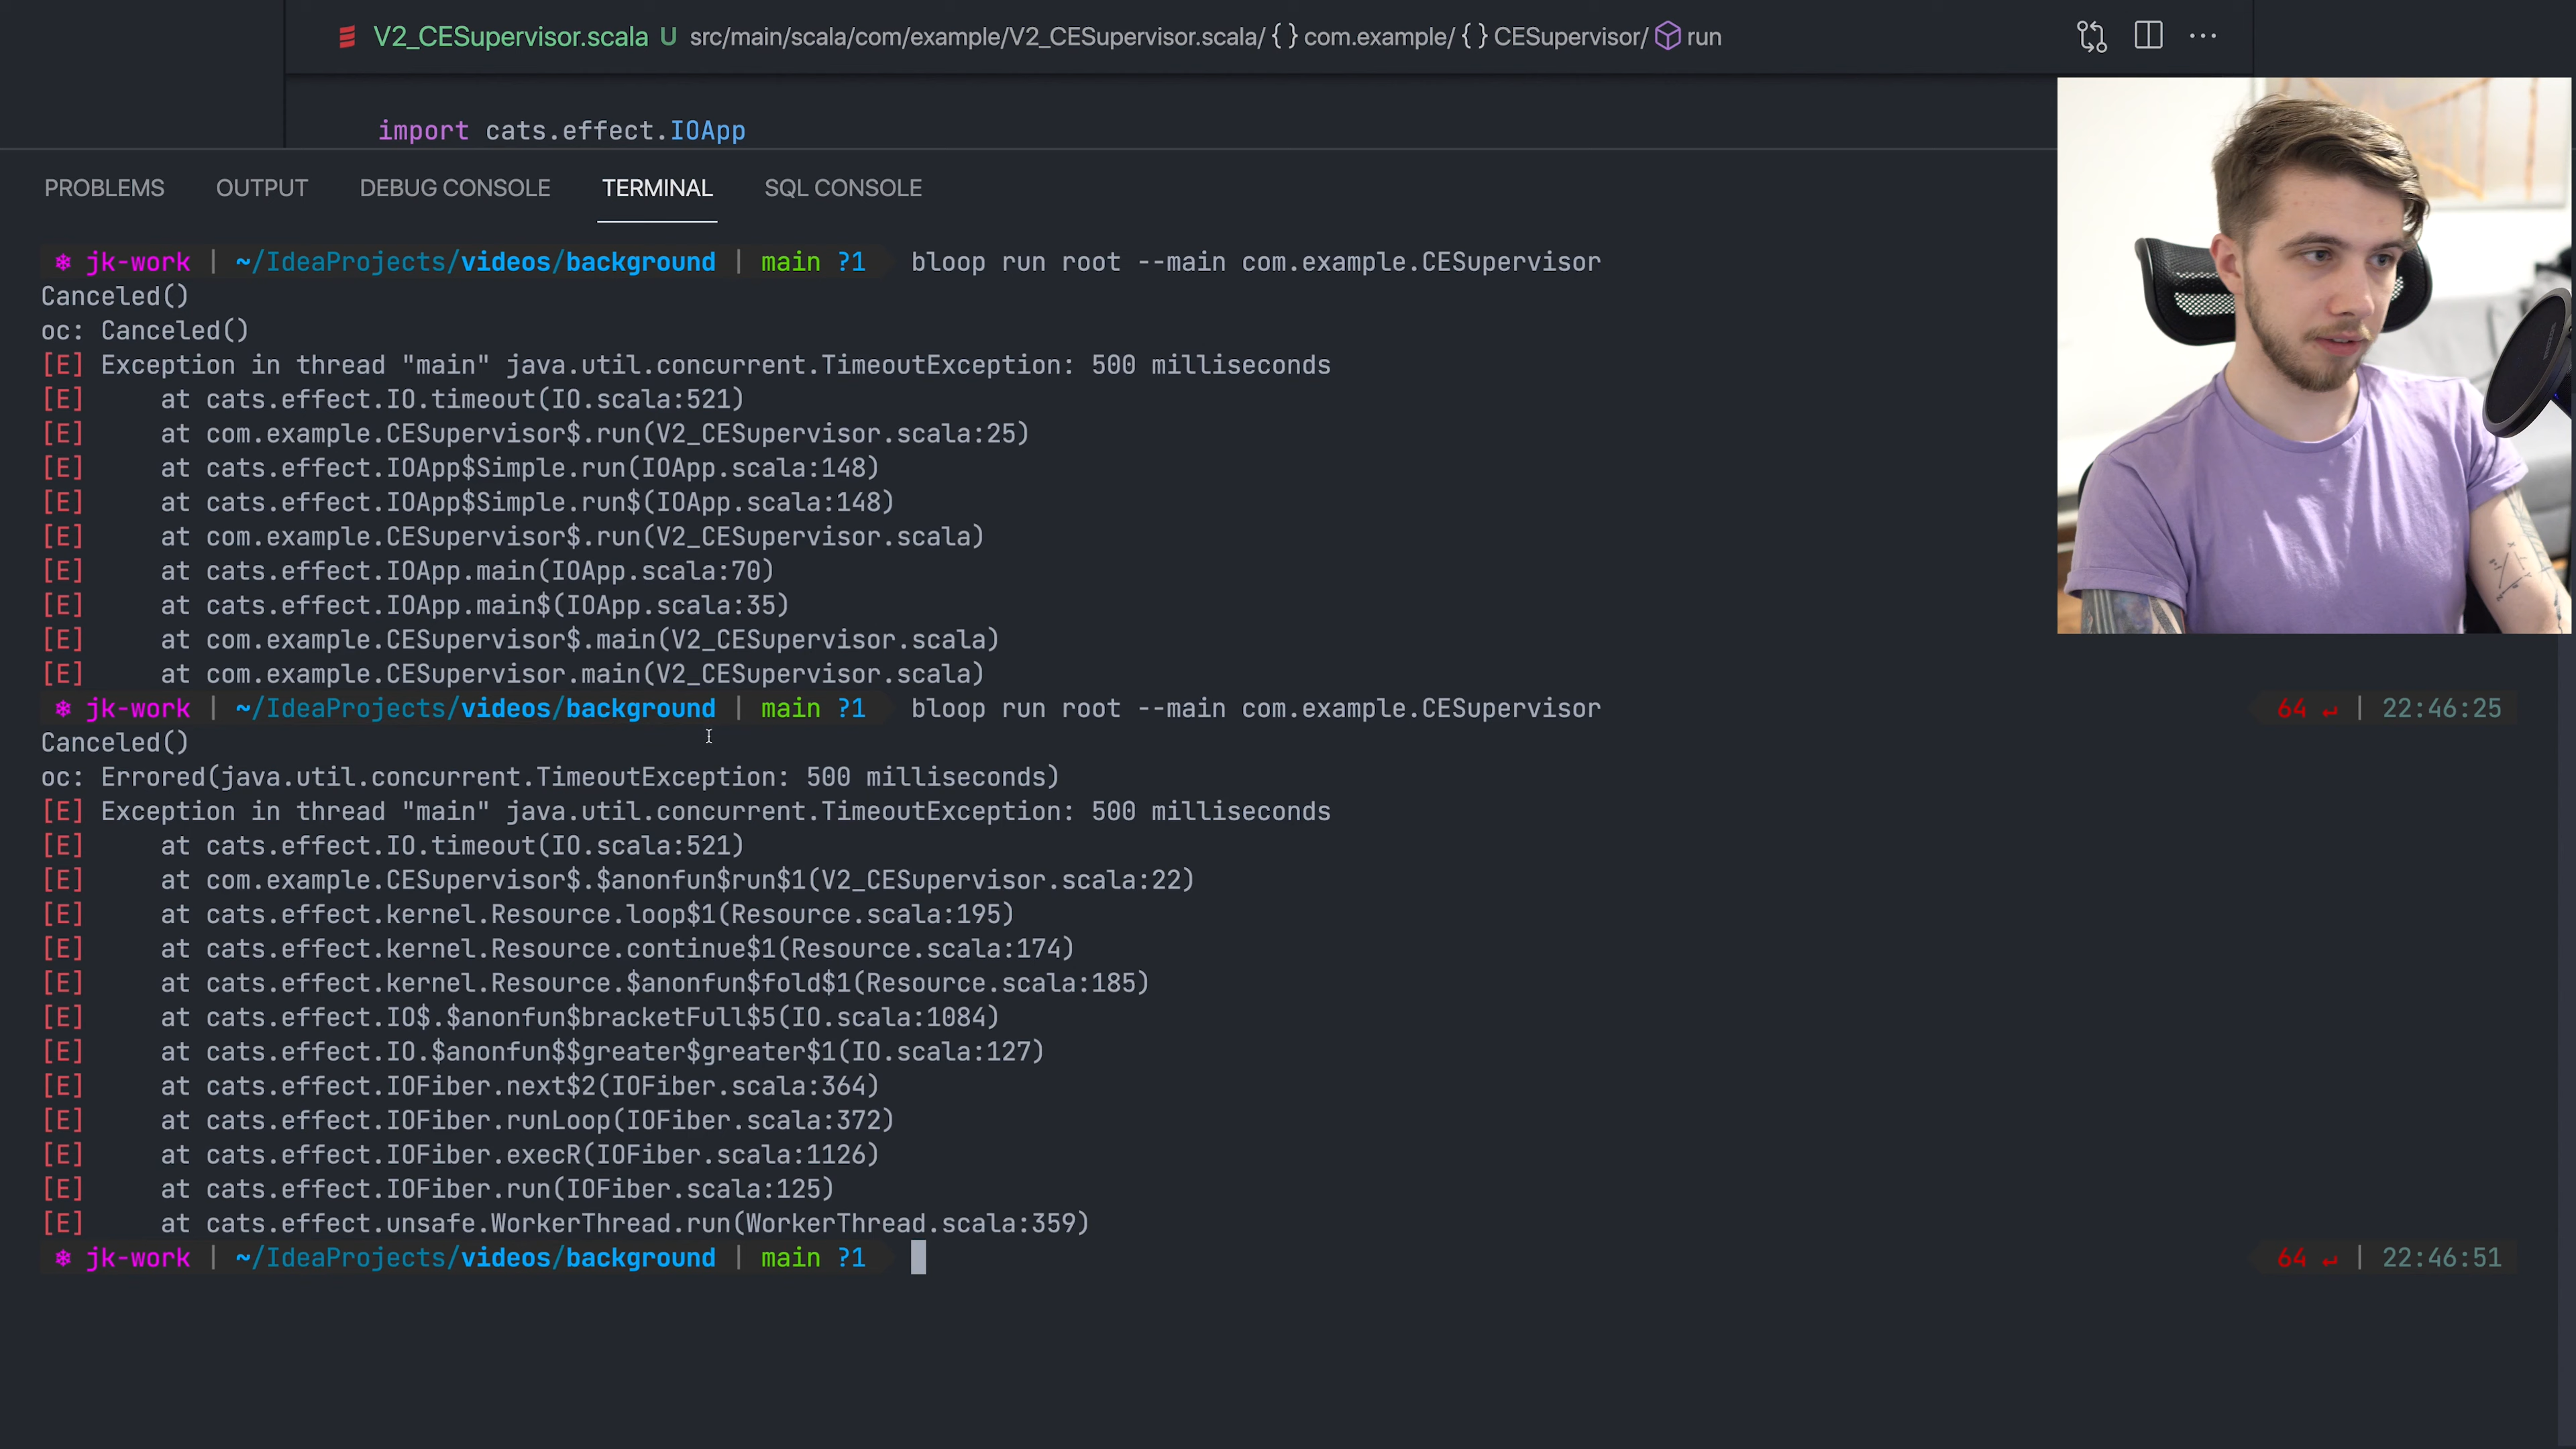 V2_CESupervisor.scala U src/main/scala/com/example/V2_CESupervisor.scala/ {} com.example/ {} CESupervisor/ run
import cats.effect.IOApp
PROBLEMS OUTPUT DEBUG CONSOLE TERMINAL SQL CONSOLE
❄ jk-work | ~/IdeaProjects/videos/background | main ?1 bloop run root --main com.example.CESupervisor
Canceled()
oc: Canceled()
[E] Exception in thread "main" java.util.concurrent.TimeoutException: 500 milliseconds
[E] at cats.effect.IO.timeout(IO.scala:521)
[E] at com.example.CESupervisor$.run(V2_CESupervisor.scala:25)
[E] at cats.effect.IOApp$Simple.run(IOApp.scala:148)
[E] at cats.effect.IOApp$Simple.run$(IOApp.scala:148)
[E] at com.example.CESupervisor$.run(V2_CESupervisor.scala)
[E] at cats.effect.IOApp.main(IOApp.scala:70)
[E] at cats.effect.IOApp.main$(IOApp.scala:35)
[E] at com.example.CESupervisor$.main(V2_CESupervisor.scala)
[E] at com.example.CESupervisor.main(V2_CESupervisor.scala)
❄ jk-work | ~/IdeaProjects/videos/background | main ?1 bloop run root --main com.example.CESupervisor 64 ↵ | 22:46:25
Canceled()
oc: Errored(java.util.concurrent.TimeoutException: 500 milliseconds)
[E] Exception in thread "main" java.util.concurrent.TimeoutException: 500 milliseconds
[E] at cats.effect.IO.timeout(IO.scala:521)
[E] at com.example.CESupervisor$.$anonfun$run$1(V2_CESupervisor.scala:22)
[E] at cats.effect.kernel.Resource.loop$1(Resource.scala:195)
[E] at cats.effect.kernel.Resource.continue$1(Resource.scala:174)
[E] at cats.effect.kernel.Resource.$anonfun$fold$1(Resource.scala:185)
[E] at cats.effect.IO$.$anonfun$bracketFull$5(IO.scala:1084)
[E] at cats.effect.IO.$anonfun$$greater$greater$1(IO.scala:127)
[E] at cats.effect.IOFiber.next$2(IOFiber.scala:364)
[E] at cats.effect.IOFiber.runLoop(IOFiber.scala:372)
[E] at cats.effect.IOFiber.execR(IOFiber.scala:1126)
[E] at cats.effect.IOFiber.run(IOFiber.scala:125)
[E] at cats.effect.unsafe.WorkerThread.run(WorkerThread.scala:359)
❄ jk-work | ~/IdeaProjects/videos/background | main ?1 64 ↵ | 22:46:51